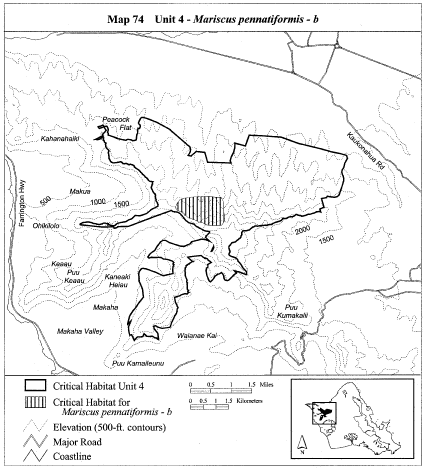 Map 74 Unit 4 - Mariscus pennatiformis - b
Peacock
Flat
Kahanahaiki
Kaukonahua Rd
Makua
500
1000
1500
Farrington Hwy
Ohikilolo
2000
1500
Keaau
Puu
Keaau
Kaneaki
Heiau
Makaha
Puu
Kumakalii
Makaha Valley
Waianae Kai
Puu Kamaileunu
Critical Habitat Unit 4
Critical Habitat for
Mariscus pennatiformis - b
Elevation (500-ft. contours)
Major Road
Coastline
0 0.5 1 1.5 Miles
0 0.5 1 1.5 Kilometers
N